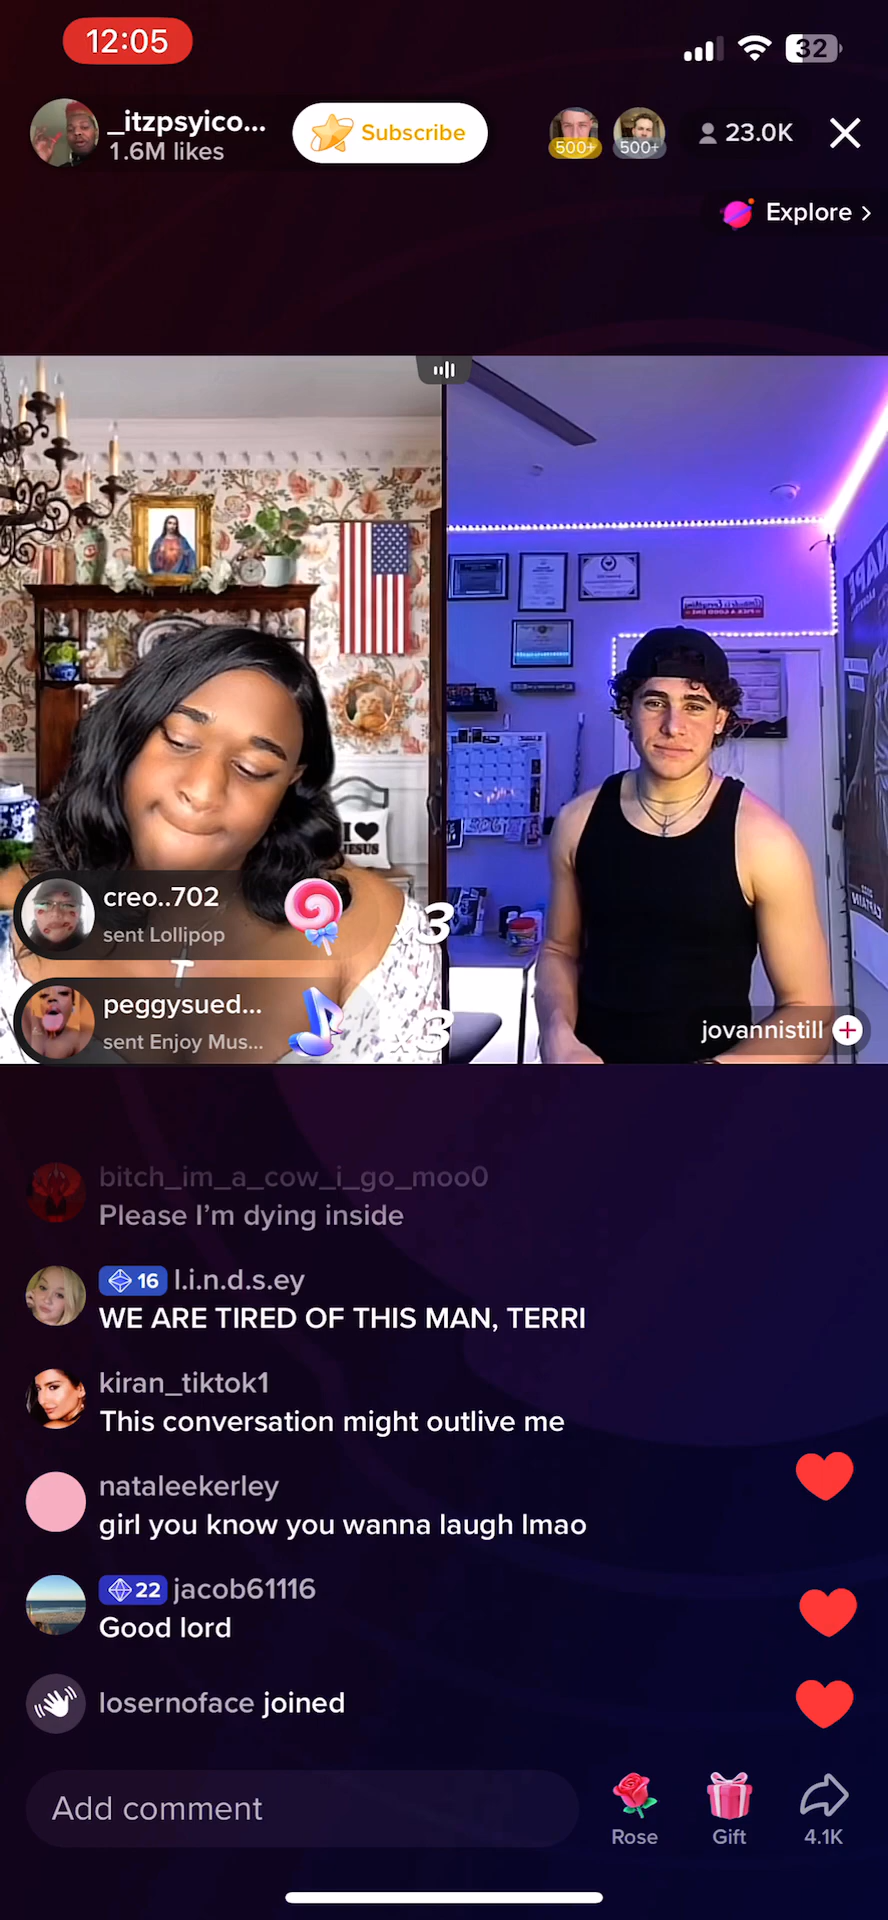 12:05
32
_itzpsyico...
1.6M likes
Subscribe
500+
500+
23.0K
Explore
I ❤
JESUS
creo..702
sent Lollipop
x3
peggysued...
sent Enjoy Mus...
x3
jovannistill
bitch_im_a_cow_i_go_moo0
Please I'm dying inside
16 l.i.n.d.s.ey
WE ARE TIRED OF THIS MAN, TERRI
kiran_tiktok1
This conversation might outlive me
nataleekerley
girl you know you wanna laugh lmao
22 jacob61116
Good lord
losernoface joined
Add comment
Rose
Gift
4.1K